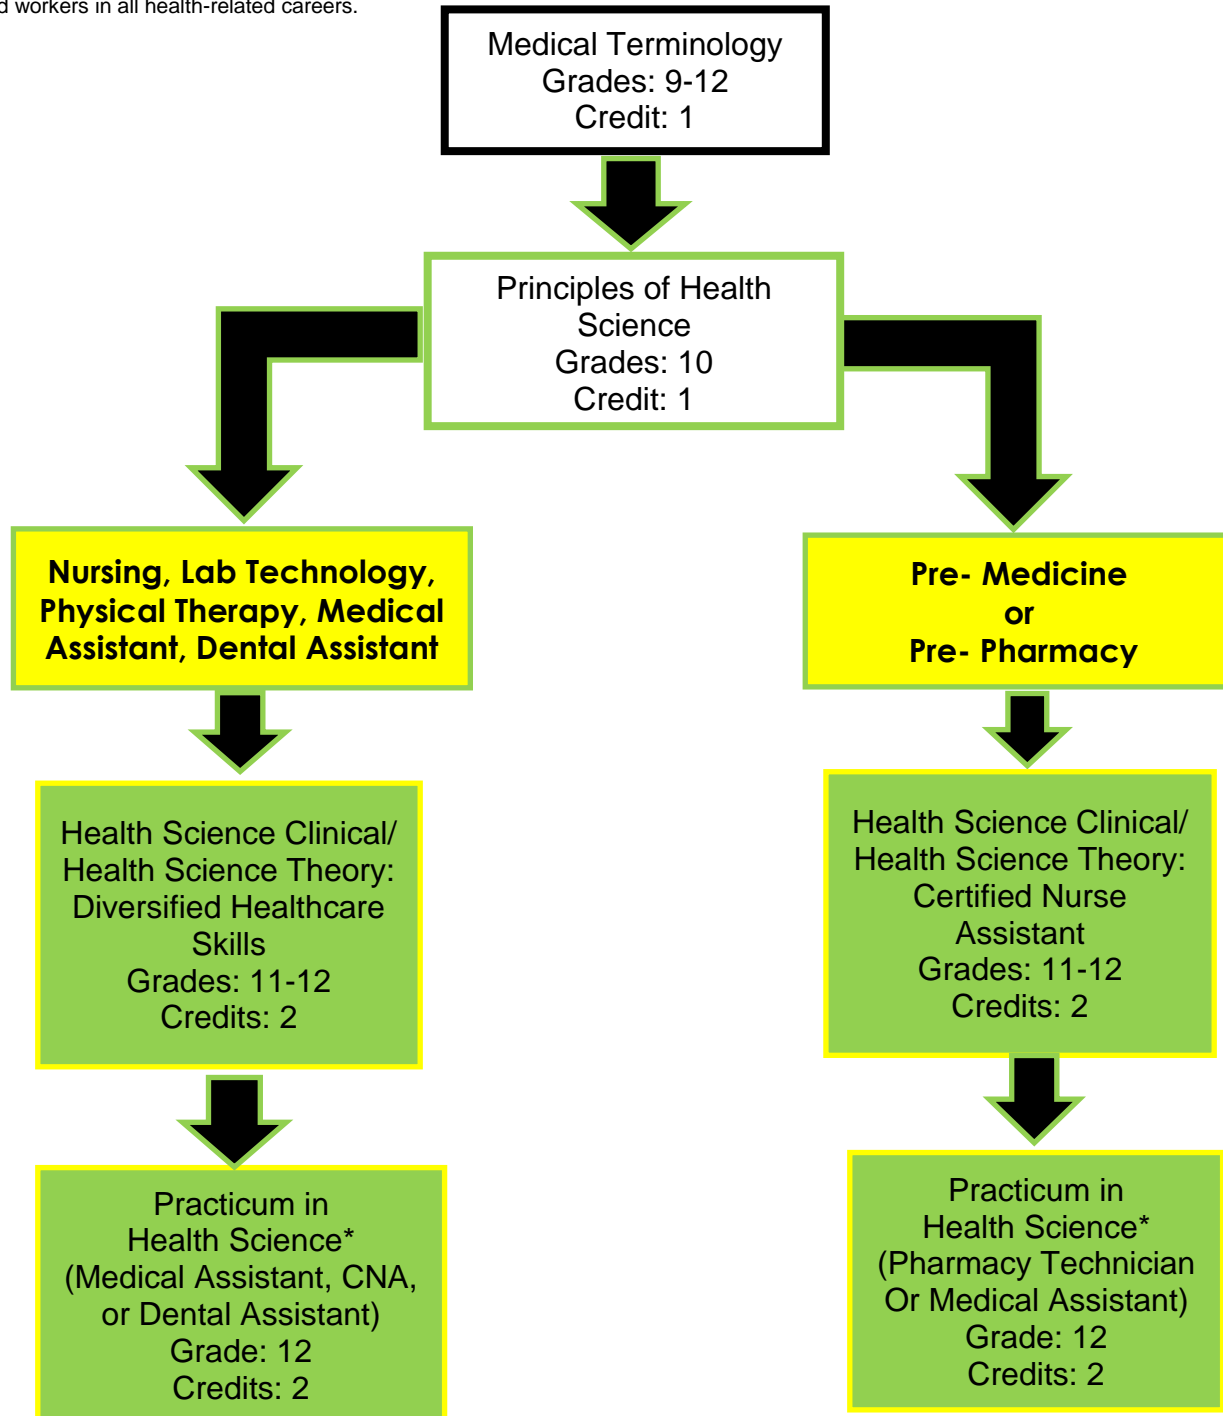 d workers in all health-related careers.
Medical Terminology
Grades: 9-12
Credit: 1
Principles of Health
Science
Grades: 10
Credit: 1
Nursing, Lab Technology,
Physical Therapy, Medical
Assistant, Dental Assistant
Pre- Medicine
or
Pre- Pharmacy
Health Science Clinical/
Health Science Theory:
Diversified Healthcare
Skills
Grades: 11-12
Credits: 2
Health Science Clinical/
Health Science Theory:
Certified Nurse
Assistant
Grades: 11-12
Credits: 2
Practicum in
Health Science*
(Medical Assistant, CNA,
or Dental Assistant)
Grade: 12
Credits: 2
Practicum in
Health Science*
(Pharmacy Technician
Or Medical Assistant)
Grade: 12
Credits: 2